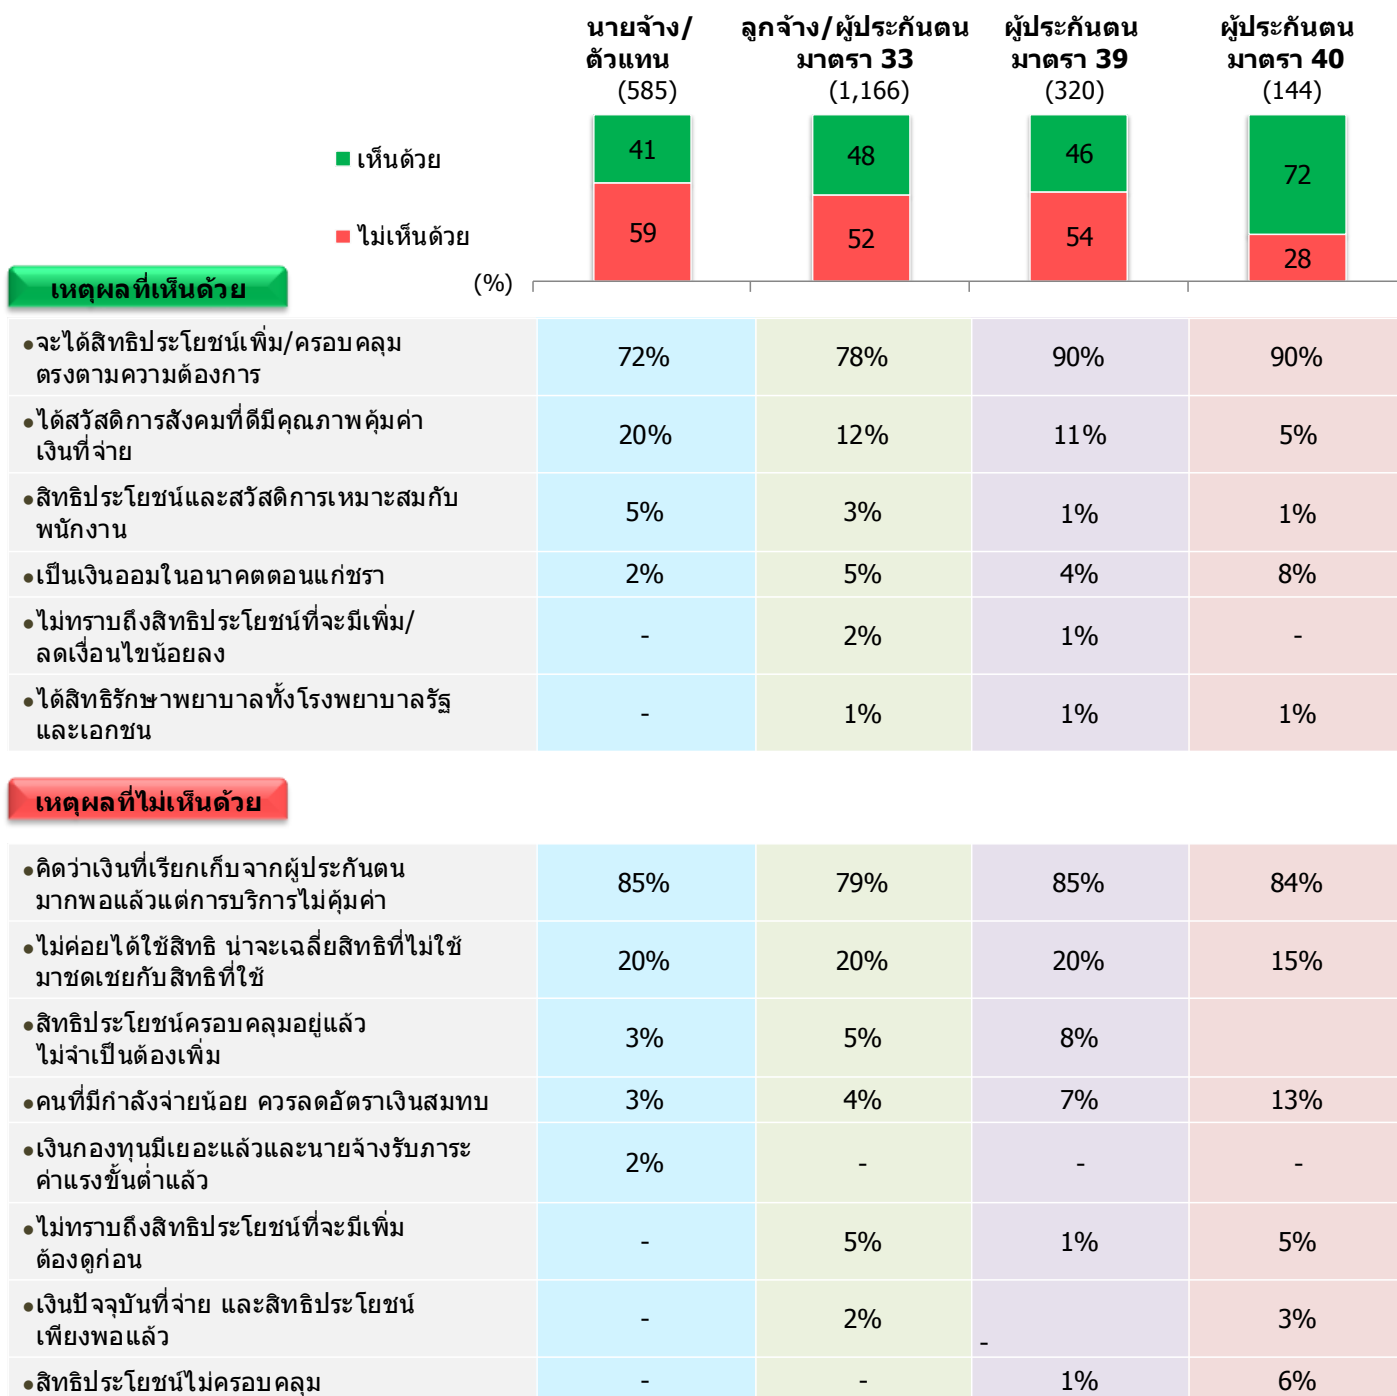 นายจ้าง/ ลูกจ้าง/ผู้ประกันตน ผู้ประกันตน ผู้ประกันตน
ตัวแทน มาตรา 33 มาตรา 39 มาตรา 40
(585) (1,166) (320) (144)
เห็นด้วย 41 48 46 72
ไม่เห็นด้วย 59 52 54 28
เหตุผลที่เห็นด้วย (%)
•จะได้สิทธิประโยชน์เพิ่ม/ครอบคลุม
ตรงตามความต้องการ 72% 78% 90% 90%
•ได้สวัสดิการสังคมที่ดีมีคุณภาพคุ้มค่า
เงินที่จ่าย 20% 12% 11% 5%
•สิทธิประโยชน์และสวัสดิการเหมาะสมกับ
พนักงาน 5% 3% 1% 1%
•เป็นเงินออมในอนาคตตอนแก่ชรา 2% 5% 4% 8%
•ไม่ทราบถึงสิทธิประโยชน์ที่จะมีเพิ่ม/
ลดเงื่อนไขน้อยลง - 2% 1% -
•ได้สิทธิรักษาพยาบาลทั้งโรงพยาบาลรัฐ
และเอกชน - 1% 1% 1%
เหตุผลที่ไม่เห็นด้วย
•คิดว่าเงินที่เรียกเก็บจากผู้ประกันตน
มากพอแล้วแต่การบริการไม่คุ้มค่า 85% 79% 85% 84%
•ไม่ค่อยได้ใช้สิทธิ น่าจะเฉลี่ยสิทธิที่ไม่ใช้
มาชดเชยกับสิทธิที่ใช้ 20% 20% 20% 15%
•สิทธิประโยชน์ครอบคลุมอยู่แล้ว
ไม่จำเป็นต้องเพิ่ม 3% 5% 8%
•คนที่มีกำลังจ่ายน้อย ควรลดอัตราเงินสมทบ 3% 4% 7% 13%
•เงินกองทุนมีเยอะแล้วและนายจ้างรับภาระ
ค่าแรงขั้นต่ำแล้ว 2% - - -
•ไม่ทราบถึงสิทธิประโยชน์ที่จะมีเพิ่ม
ต้องดูก่อน - 5% 1% 5%
•เงินปัจจุบันที่จ่าย และสิทธิประโยชน์
เพียงพอแล้ว - 2% - 3%
•สิทธิประโยชน์ไม่ครอบคลุม - - 1% 6%